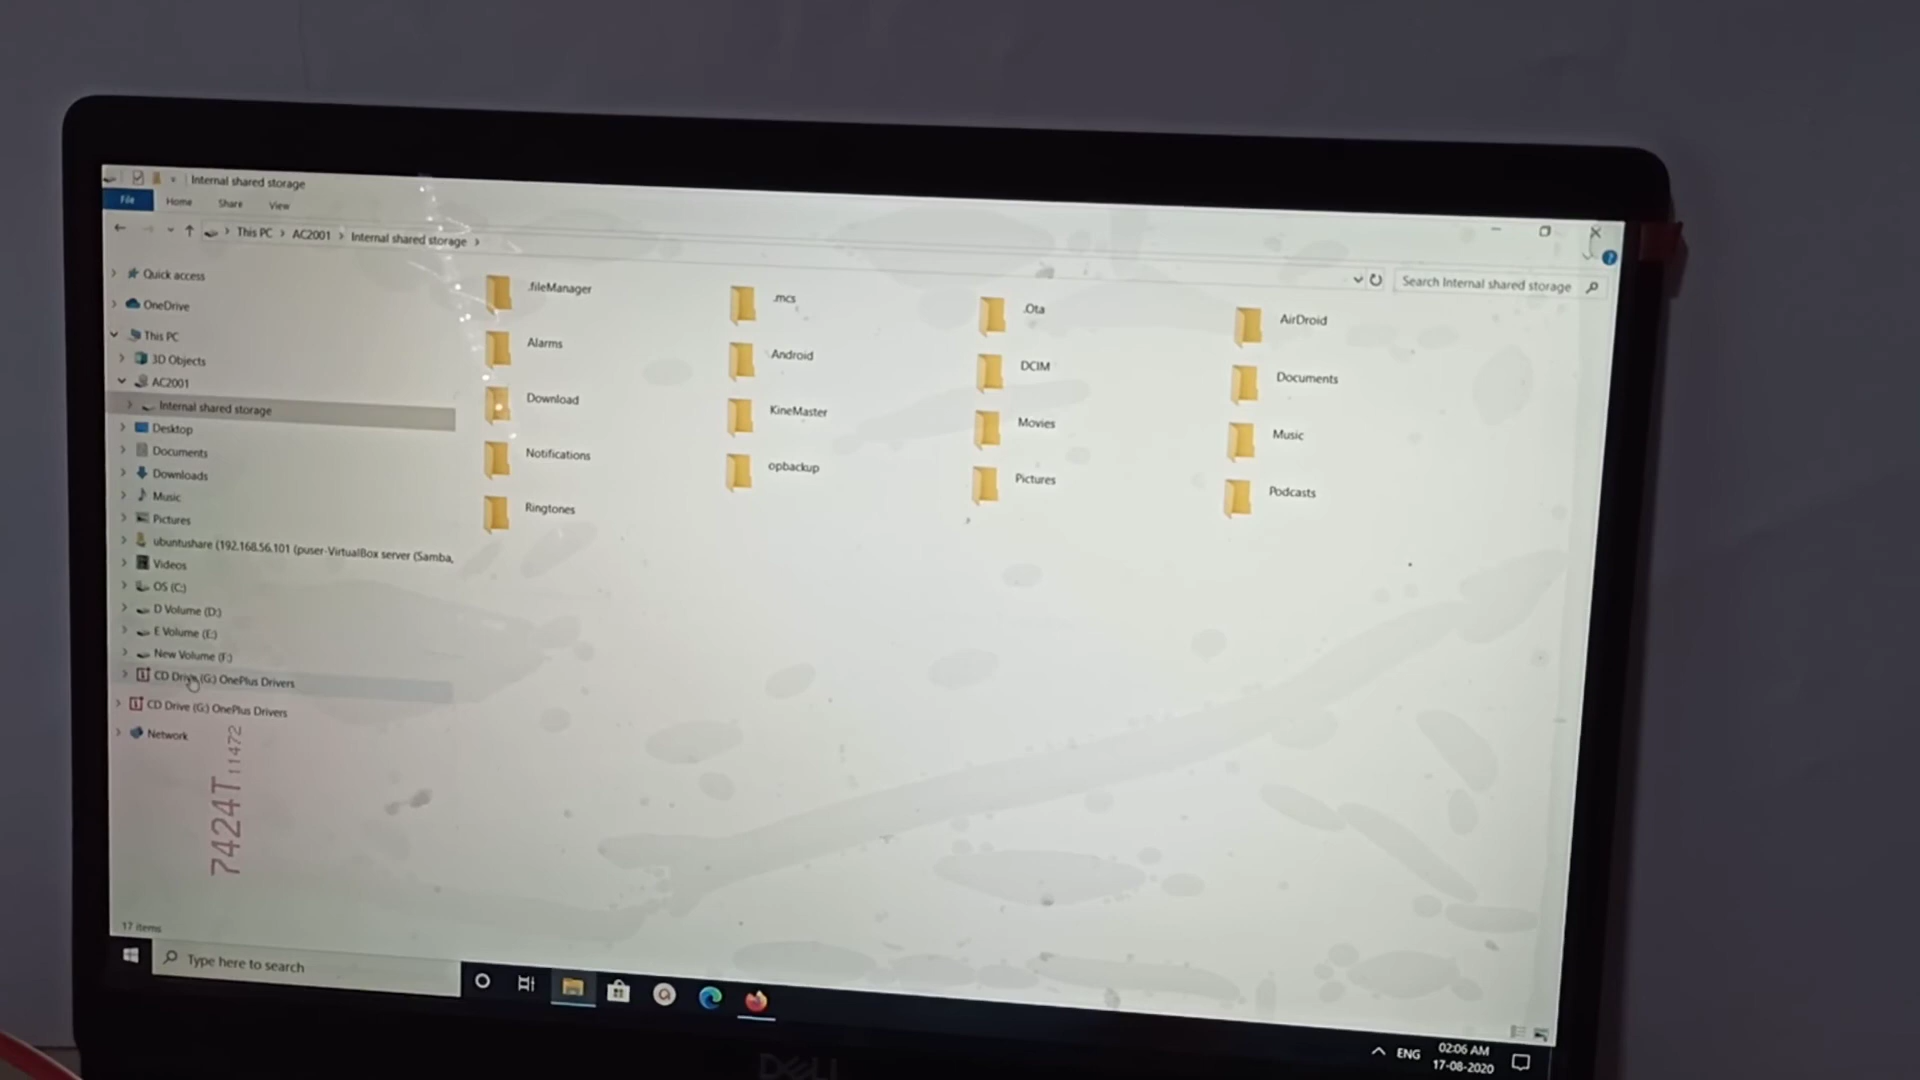 Internal shared storage
File Home Share View
This PC > AC2001 > Internal shared storage >
Search Internal shared storage
Quick access
OneDrive
This PC
3D Objects
AC2001
Internal shared storage
Desktop
Documents
Downloads
Music
Pictures
ubuntushare (192.168.56.101 (puser-VirtualBox server (Samba,
Videos
OS (C:)
D Volume (D:)
E Volume (E:)
New Volume (F:)
CD Drive (G:) OnePlus Drivers
CD Drive (G:) OnePlus Drivers
Network
.fileManager
.mcs
.Ota
AirDroid
Alarms
Android
DCIM
Documents
Download
KineMaster
Movies
Music
Notifications
opbackup
Pictures
Podcasts
Ringtones
7424T11472
17 items
Type here to search
ENG
02:06 AM
17-08-2020
DELL